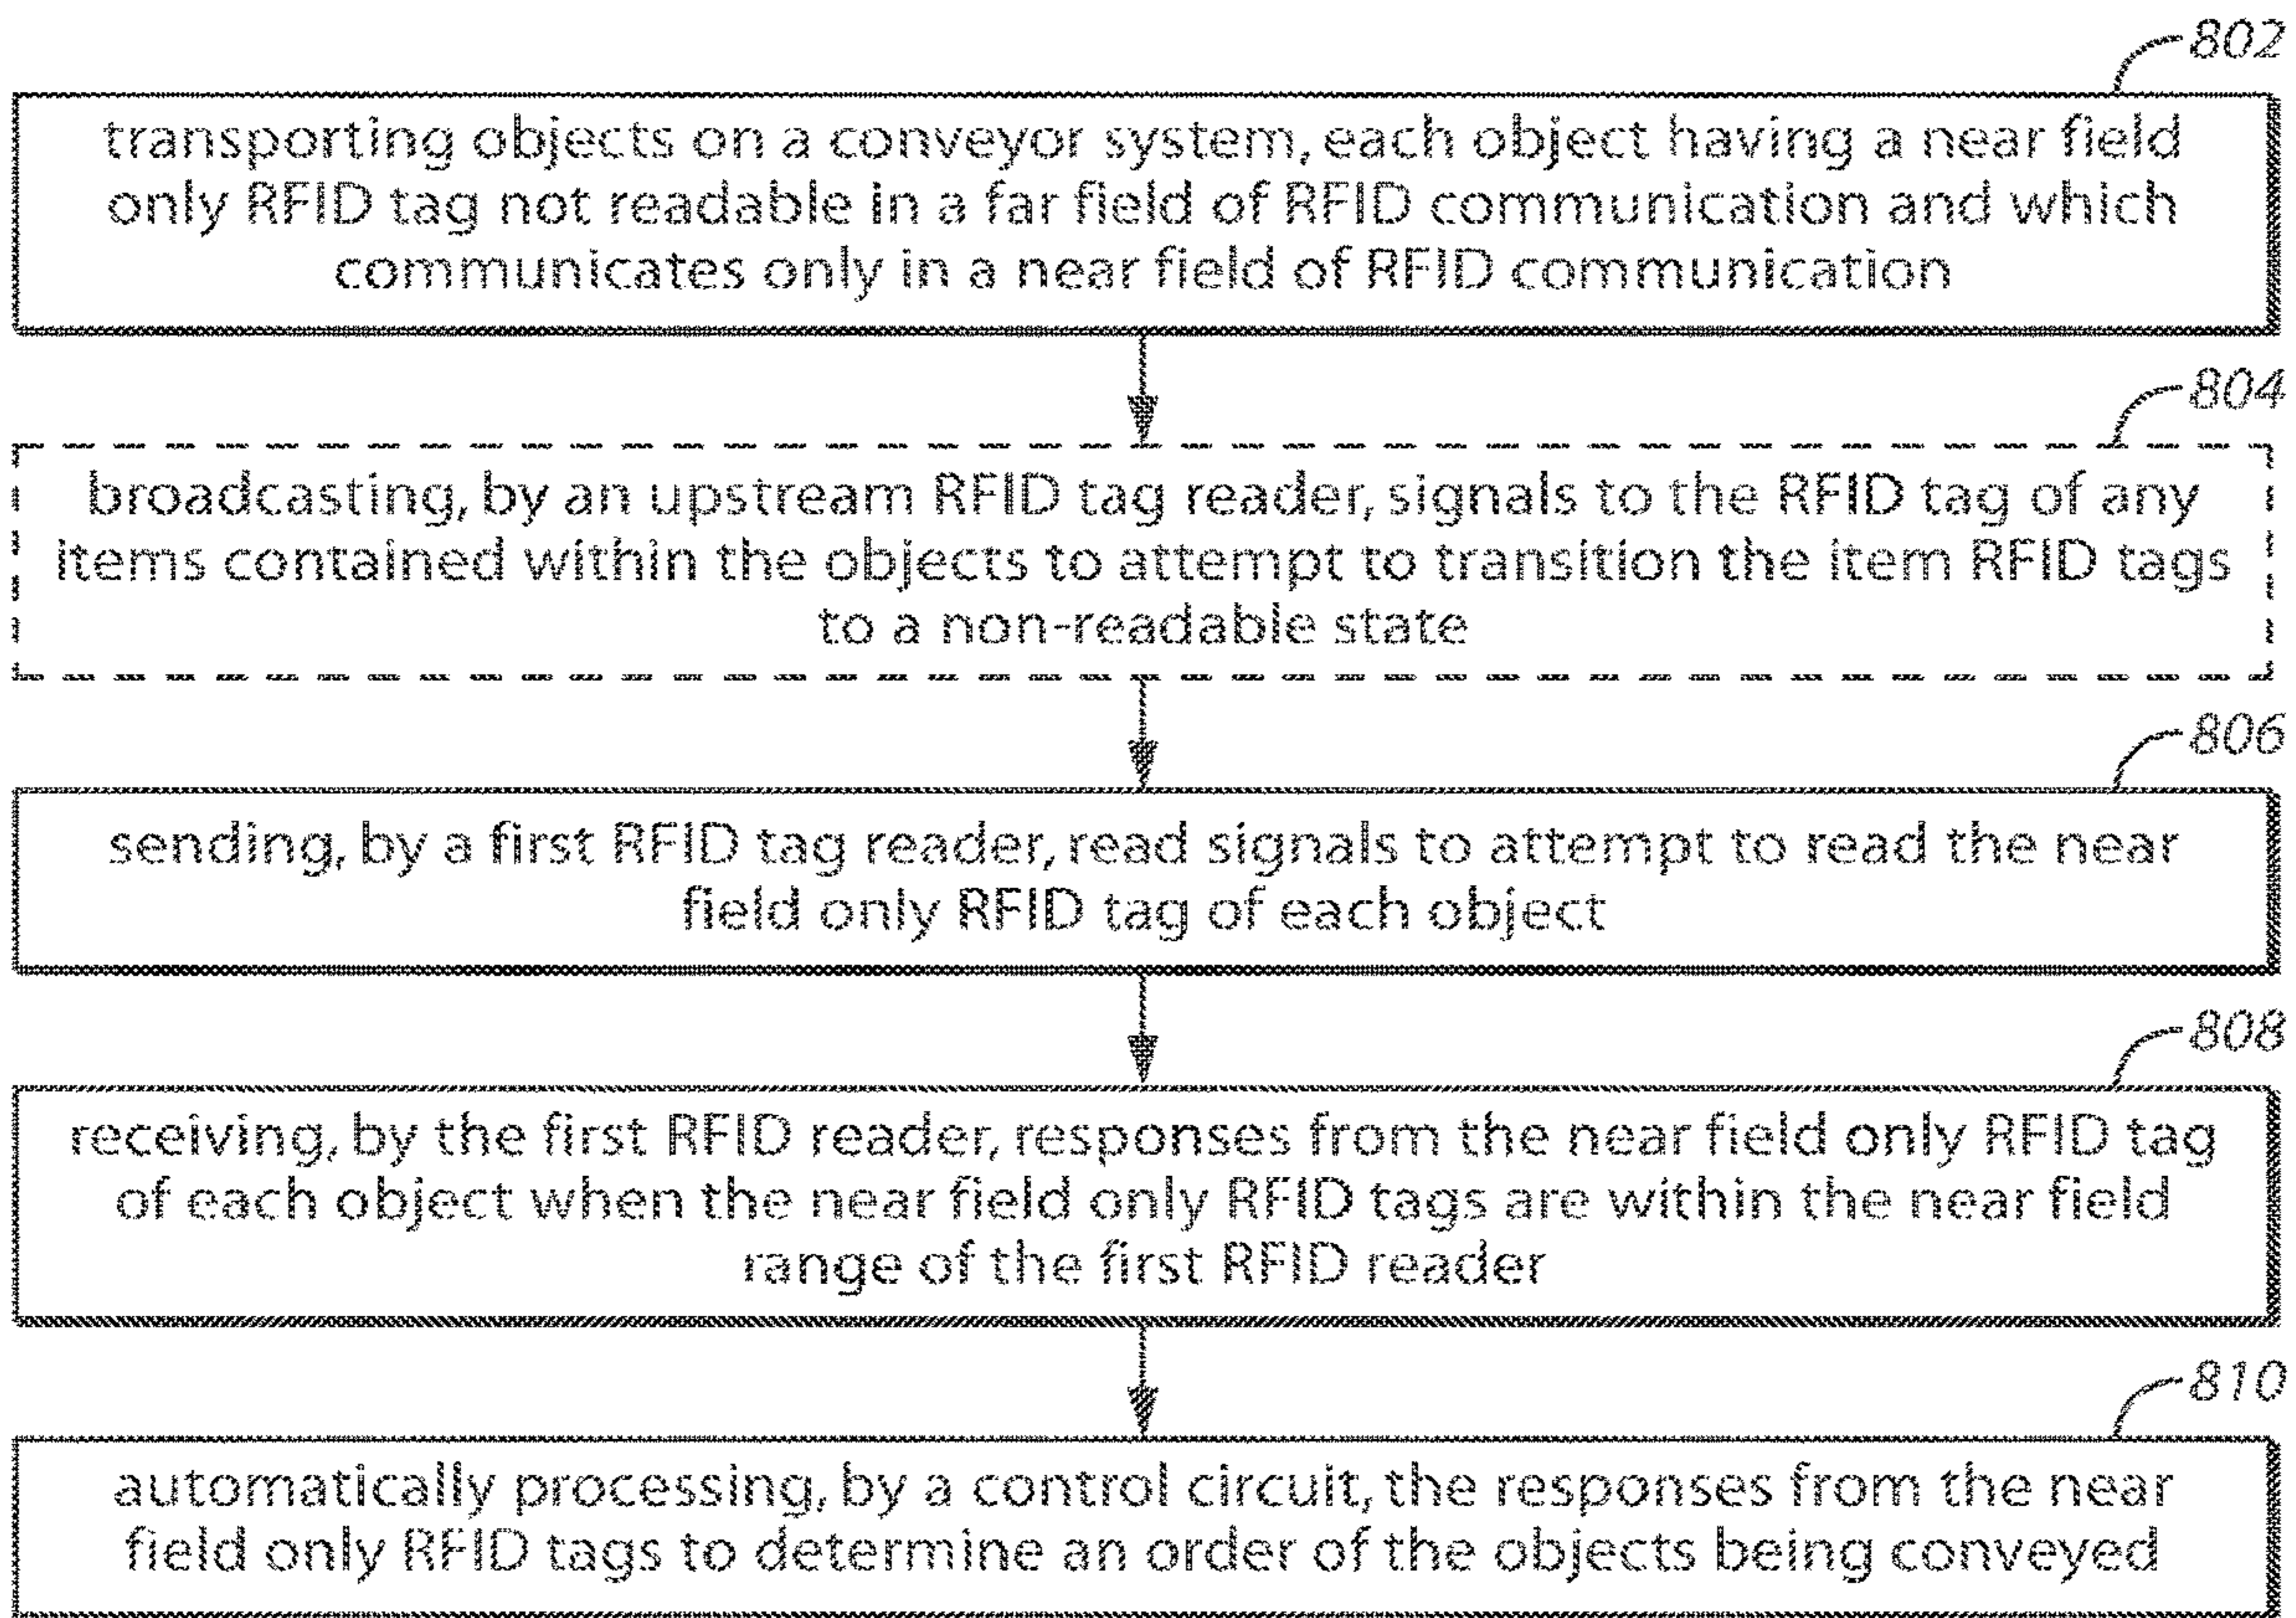 802
transporting objects on a conveyor system, each object having a near field
only RFID tag not readable in a far field of RFID communication and which
communicates only in a near field of RFID communication
804
broadcasting, by an upstream RFID tag reader, signals to the RFID tag of any
items contained within the objects to attempt to transition the item RFID tags
to a non-readable state
806
sending, by a first RFID tag reader, read signals to attempt to read the near
field only RFID tag of each object
808
receiving, by the first RFID reader, responses from the near field only RFID tag
of each object when the near field only RFID tags are within the near field
range of the first RFID reader
810
automatically processing, by a control circuit, the responses from the near
field only RFID tags to determine an order of the objects being conveyed